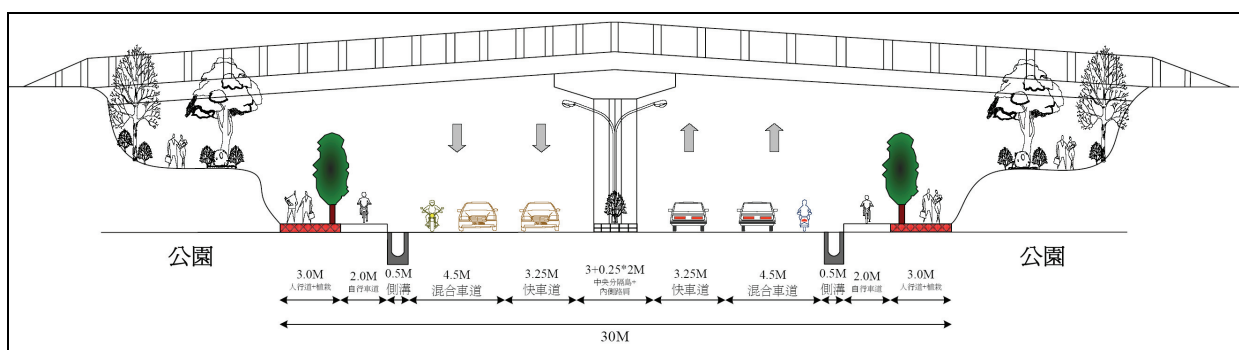 公園
公園
3.0M
人行道+植栽
2.0M
自行車道
0.5M
側溝
4.5M
混合車道
3.25M
快車道
3+0.25*2M
中央分隔島+
內側路肩
3.25M
快車道
4.5M
混合車道
0.5M
側溝
2.0M
自行車道
3.0M
人行道+植栽
30M